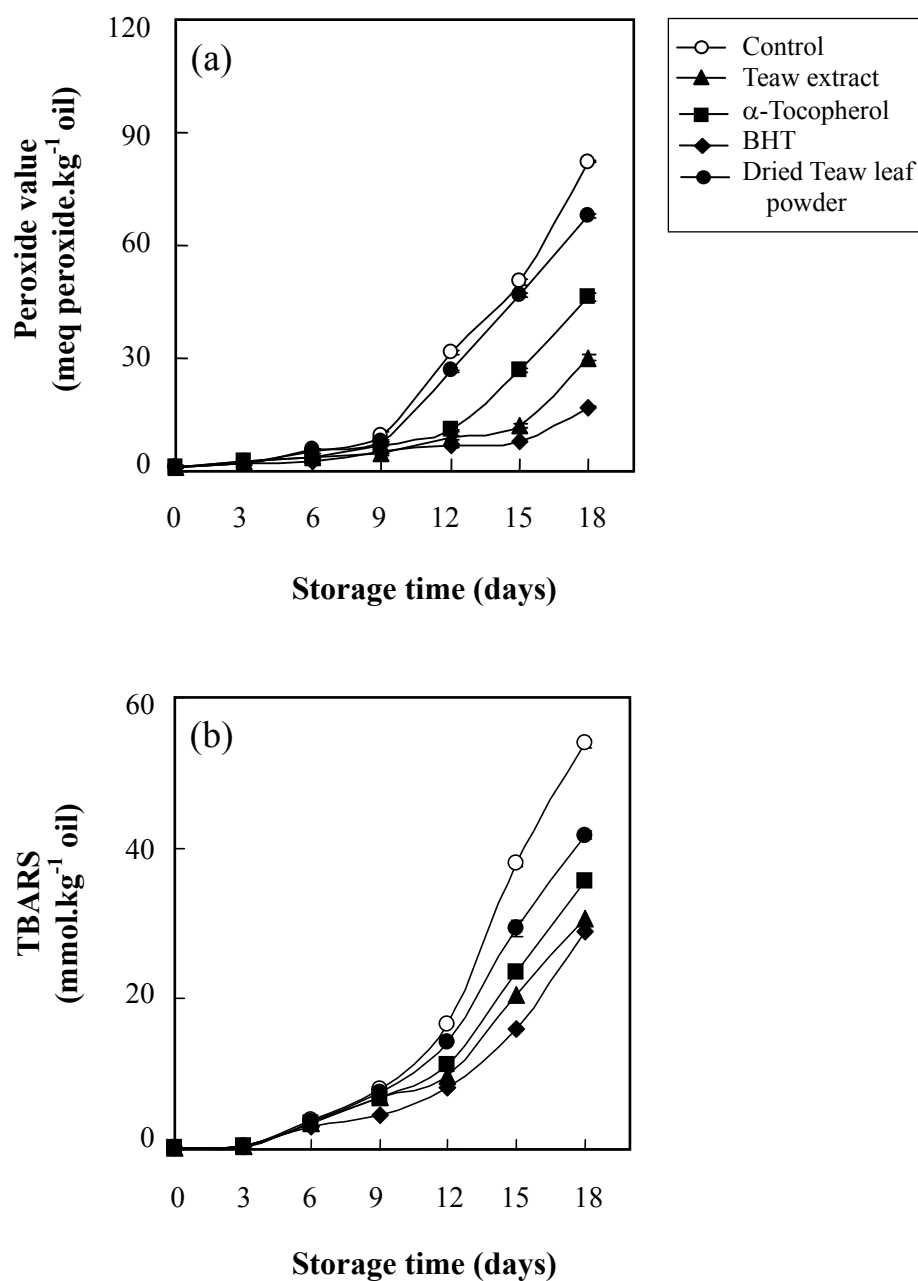 120
(a)
90
60
30
0
Peroxide value
(meq peroxide.kg⁻¹ oil)
0 3 6 9 12 15 18
Storage time (days)
Control
Teaw extract
α-Tocopherol
BHT
Dried Teaw leaf
powder
60
(b)
40
20
0
TBARS
(mmol.kg⁻¹ oil)
0 3 6 9 12 15 18
Storage time (days)